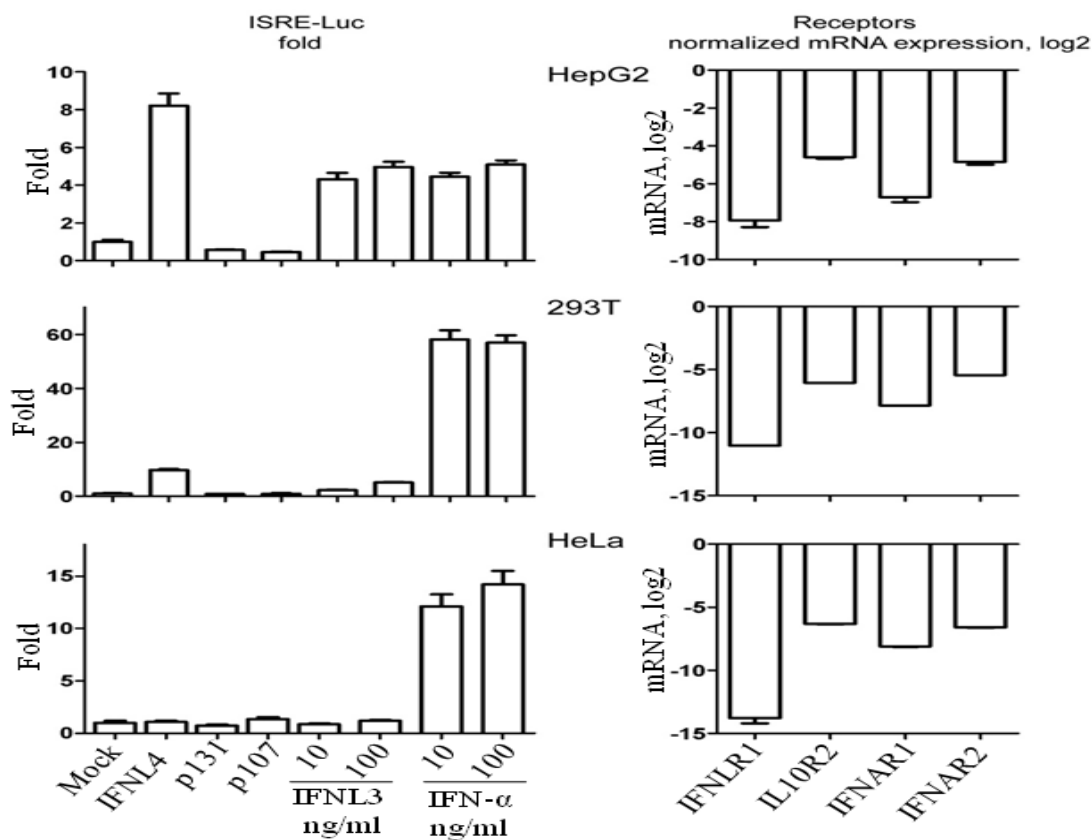 ISRE-Luc
fold
Receptors
normalized mRNA expression, log2
HepG2
Fold
10
8
6
4
2
0
mRNA, log2
0
-2
-4
-6
-8
-10
293T
Fold
60
40
20
0
mRNA, log2
0
-5
-10
-15
HeLa
Fold
15
10
5
0
mRNA, log2
0
-5
-10
-15
Mock
IFNL4
p131
p107
10
100
10
100
IFNL3
ng/ml
IFN-α
ng/ml
IFNLR1
IL10R2
IFNAR1
IFNAR2